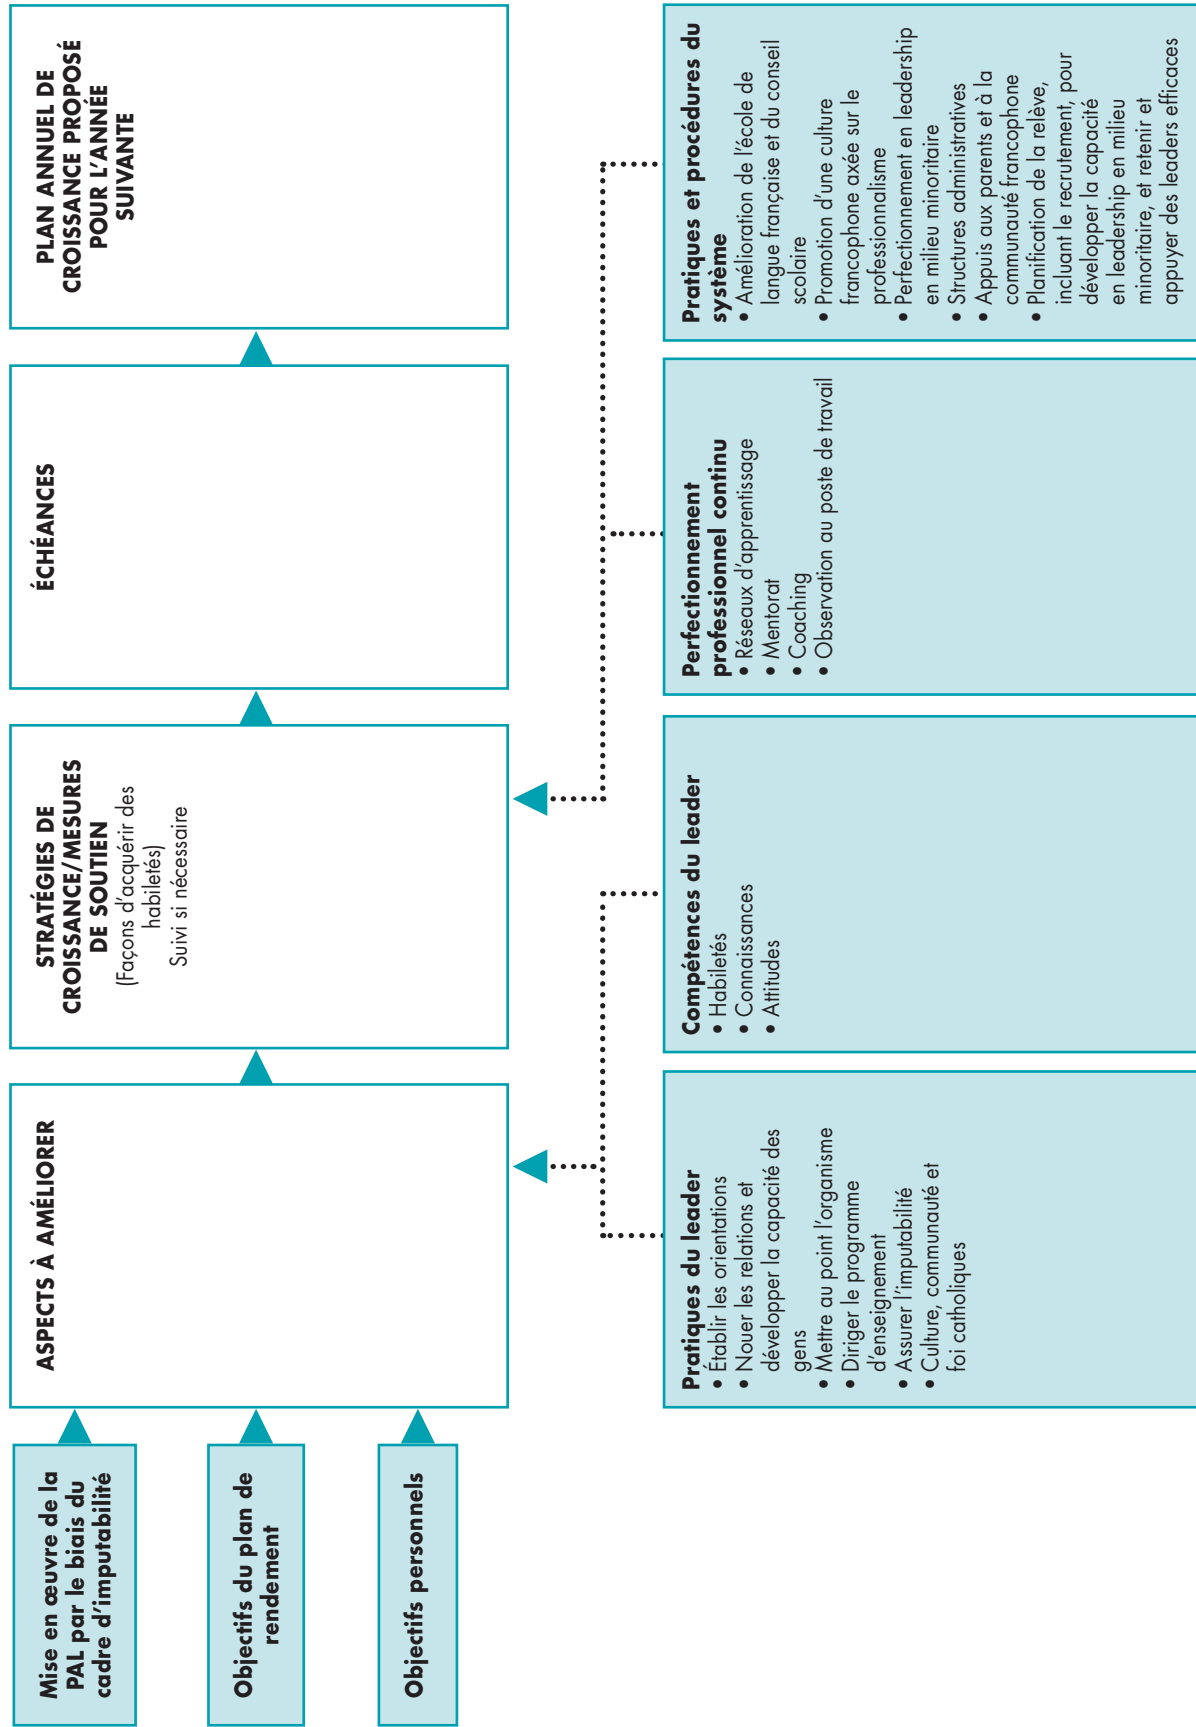 Mise en œuvre de la
PAL par le biais du
cadre d'imputabilité
Objectifs du plan de
rendement
Objectifs personnels
ASPECTS À AMÉLIORER
STRATÉGIES DE
CROISSANCE/MESURES
DE SOUTIEN
(Façons d'acquérir des
habiletés)
Suivi si nécessaire
ÉCHÉANCES
PLAN ANNUEL DE
CROISSANCE PROPOSÉ
POUR L'ANNÉE
SUIVANTE
Pratiques du leader
• Établir les orientations
• Nouer les relations et
développer la capacité des
gens
• Mettre au point l'organisme
• Diriger le programme
d'enseignement
• Assurer l'imputabilité
• Culture, communauté et
foi catholiques
Compétences du leader
• Habiletés
• Connaissances
• Attitudes
Perfectionnement
professionnel continu
• Réseaux d'apprentissage
• Mentorat
• Coaching
• Observation au poste de travail
Pratiques et procédures du
système
• Amélioration de l'école de
langue française et du conseil
scolaire
• Promotion d'une culture
francophone axée sur le
professionnalisme
• Perfectionnement en leadership
en milieu minoritaire
• Structures administratives
• Appuis aux parents et à la
communauté francophone
• Planification de la relève,
incluant le recrutement, pour
développer la capacité
en leadership en milieu
minoritaire, et retenir et
appuyer des leaders efficaces